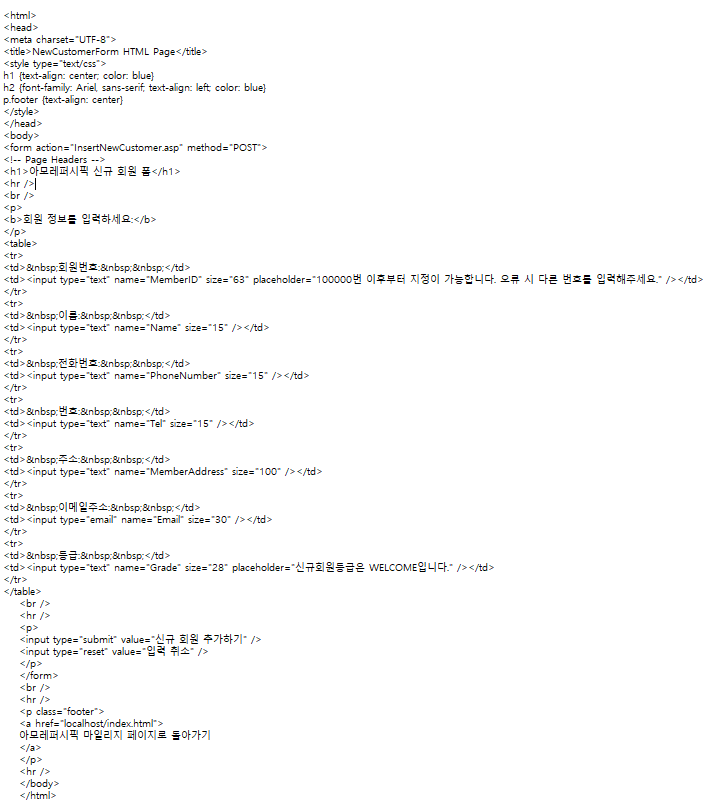 <html>
<head>
<meta charset="UTF-8">
<title>NewCustomerForm HTML Page</title>
<style type="text/css">
h1 {text-align: center; color: blue}
h2 {font-family: Ariel, sans-serif; text-align: left; color: blue}
p.footer {text-align: center}
</style>
</head>
<body>
<form action="InsertNewCustomer.asp" method="POST">
<!-- Page Headers -->
<h1>아모레퍼시픽 신규 회원 폼</h1>
<hr />
<br />
<p>
<b>회원 정보를 입력하세요:</b>
</p>
<table>
<tr>
<td>&nbsp;회원번호:&nbsp;&nbsp;</td>
<td><input type="text" name="MemberID" size="63" placeholder="100000번 이후부터 지정이 가능합니다. 오류 시 다른 번호를 입력해주세요." /></td>
</tr>
<tr>
<td>&nbsp;이름:&nbsp;&nbsp;</td>
<td><input type="text" name="Name" size="15" /></td>
</tr>
<tr>
<td>&nbsp;전화번호:&nbsp;&nbsp;</td>
<td><input type="text" name="PhoneNumber" size="15" /></td>
</tr>
<tr>
<td>&nbsp;번호:&nbsp;&nbsp;</td>
<td><input type="text" name="Tel" size="15" /></td>
</tr>
<tr>
<td>&nbsp;주소:&nbsp;&nbsp;</td>
<td><input type="text" name="MemberAddress" size="100" /></td>
</tr>
<tr>
<td>&nbsp;이메일주소:&nbsp;&nbsp;</td>
<td><input type="email" name="Email" size="30" /></td>
</tr>
<tr>
<td>&nbsp;등급:&nbsp;&nbsp;</td>
<td><input type="text" name="Grade" size="28" placeholder="신규회원등급은 WELCOME입니다." /></td>
</tr>
</table>
<br />
<hr />
<p>
<input type="submit" value="신규 회원 추가하기" />
<input type="reset" value="입력 취소" />
</p>
</form>
<br />
<hr />
<p class="footer">
<a href="localhost/index.html">
아모레퍼시픽 마일리지 페이지로 돌아가기
</a>
</p>
<hr />
</body>
</html>